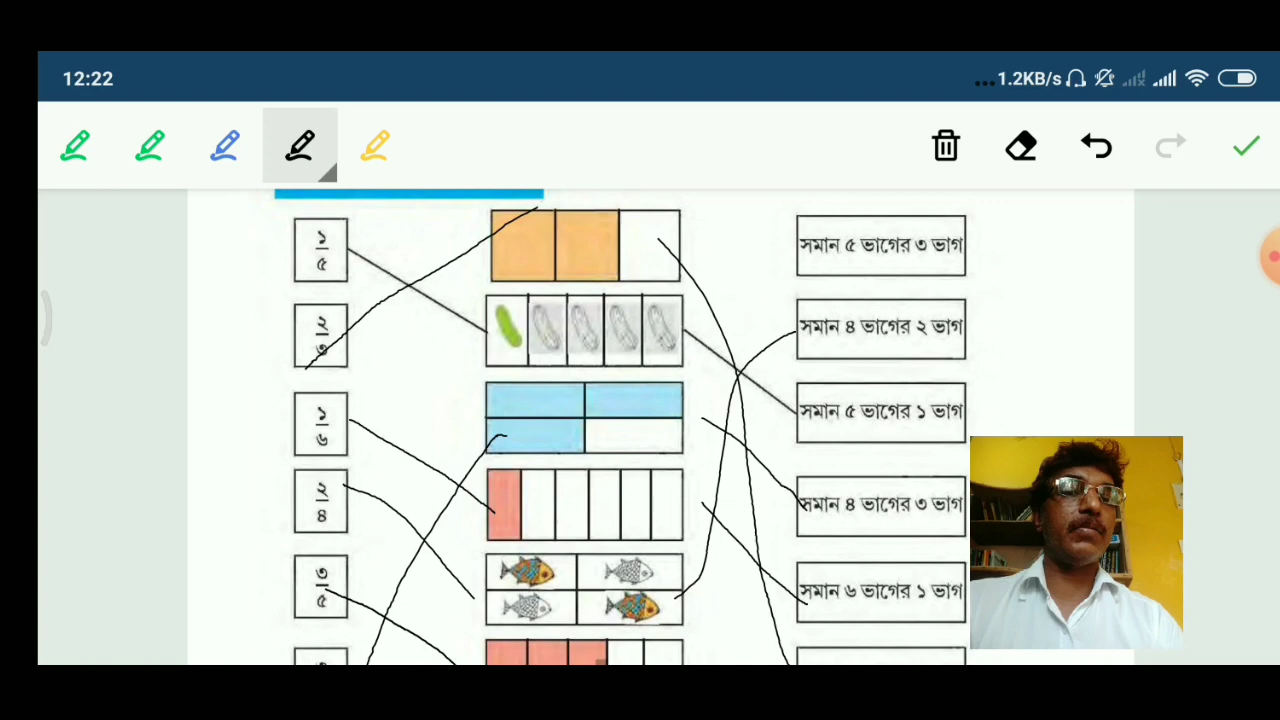 12:22
...1.2KB/s
১
৫
সমান ৫ ভাগের ৩ ভাগ
২
৩
সমান ৪ ভাগের ২ ভাগ
১
৬
সমান ৫ ভাগের ১ ভাগ
২
৪
সমান ৪ ভাগের ৩ ভাগ
৩
৫
সমান ৬ ভাগের ১ ভাগ